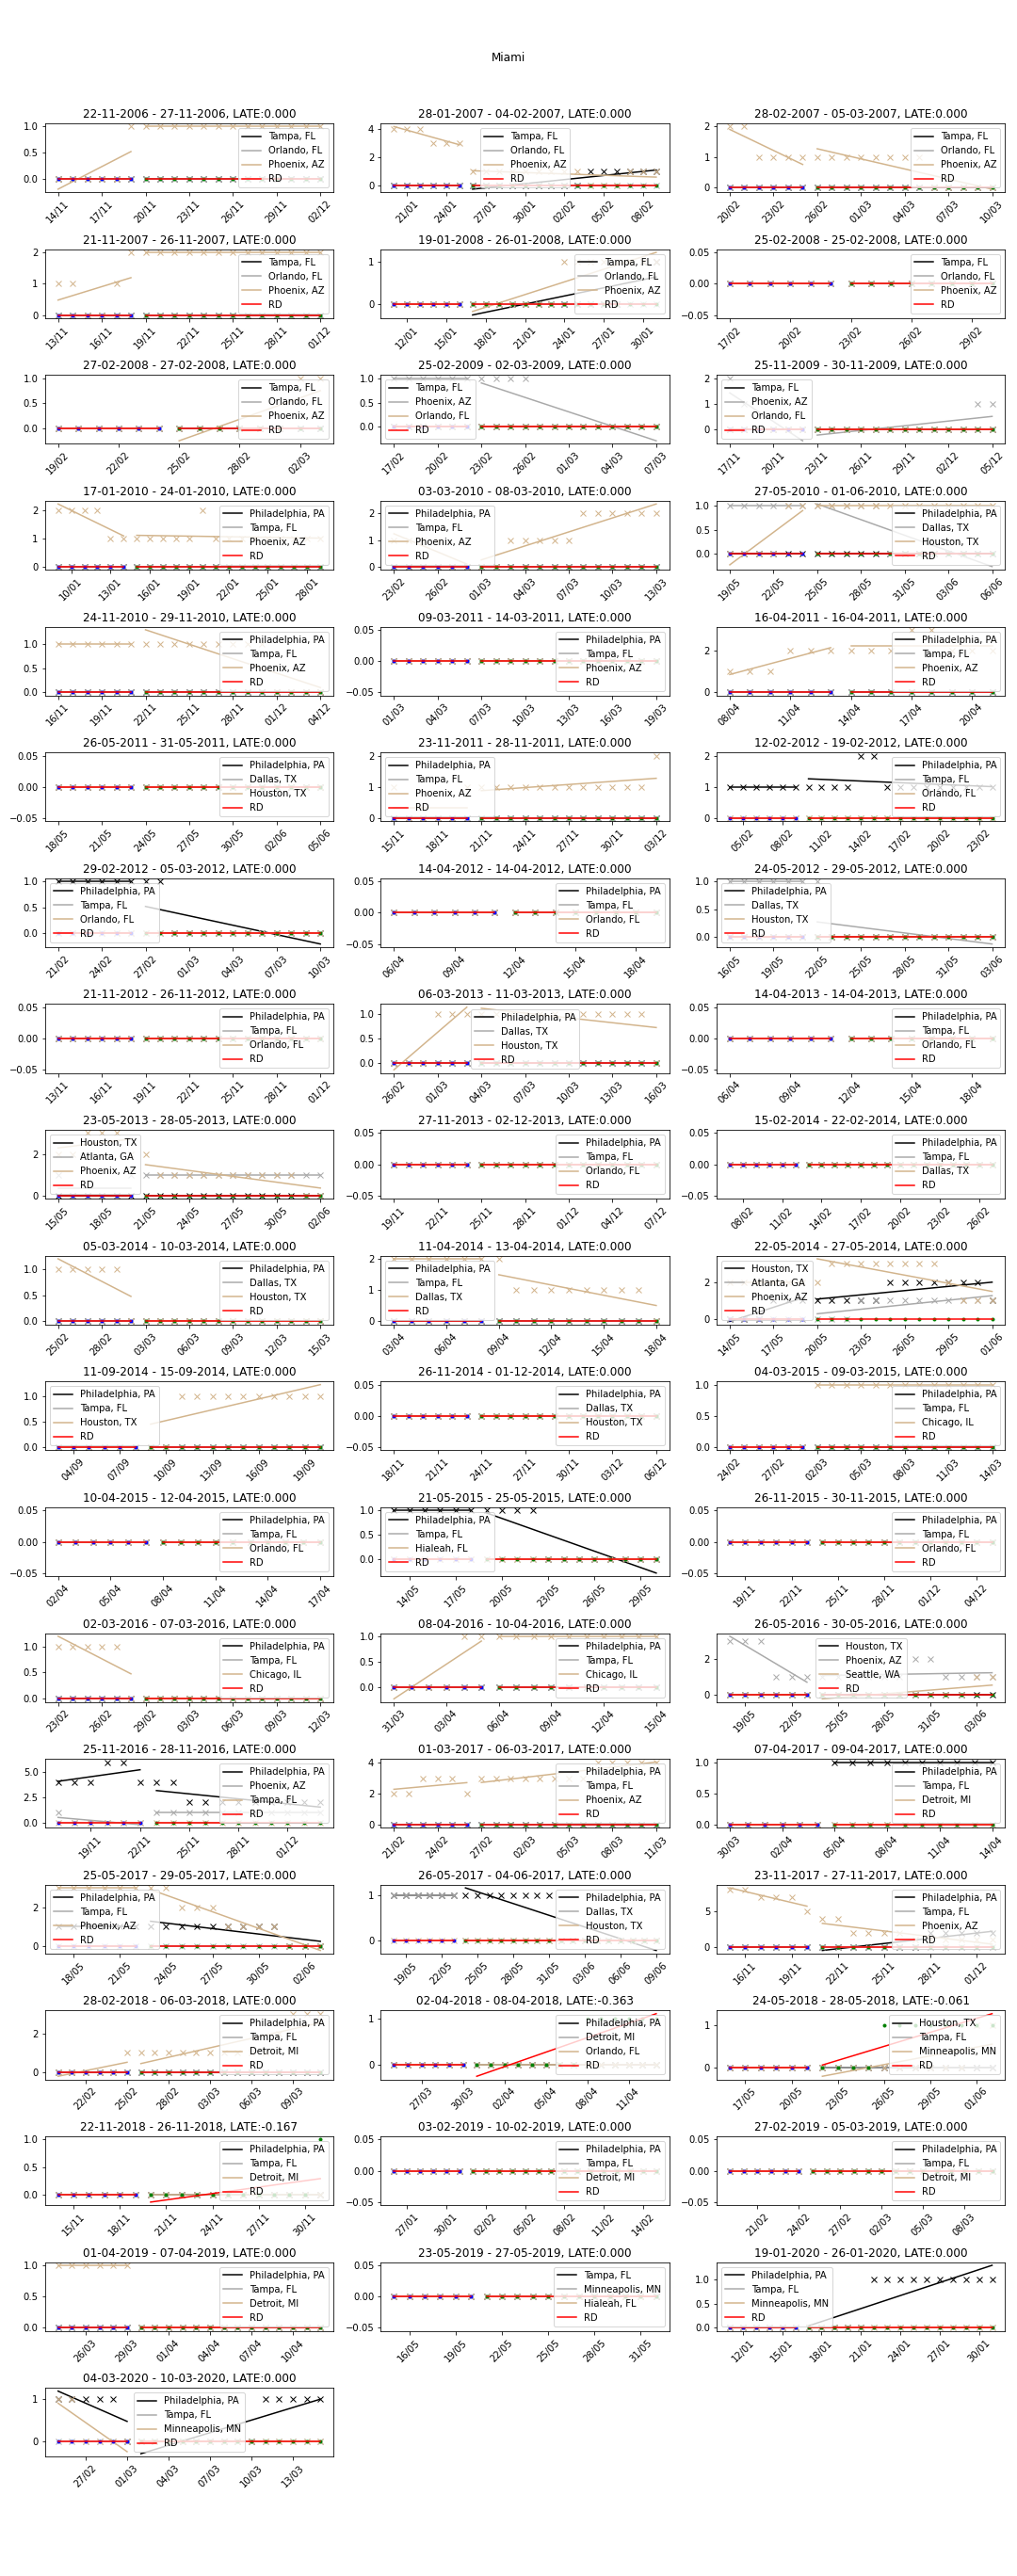 Miami
22-11-2006 - 27-11-2006, LATE:0.000
28-01-2007 - 04-02-2007, LATE:0.000
28-02-2007 - 05-03-2007, LATE:0.000
1.0
0.5
0.0
Tampa, FL
Orlando, FL
Phoenix, AZ
RD
14/11 17/11 20/11 23/11 26/11 29/11 02/12
4
2
0
Tampa, FL
Orlando, FL
Phoenix, AZ
RD
21/01 24/01 27/01 30/01 02/02 05/02 08/02
2
1
0
Tampa, FL
Orlando, FL
Phoenix, AZ
RD
20/02 23/02 26/02 01/03 04/03 07/03 10/03
21-11-2007 - 26-11-2007, LATE:0.000
19-01-2008 - 26-01-2008, LATE:0.000
25-02-2008 - 25-02-2008, LATE:0.000
2
1
0
Tampa, FL
Orlando, FL
Phoenix, AZ
RD
13/11 16/11 19/11 22/11 25/11 28/11 01/12
1
0
Tampa, FL
Orlando, FL
Phoenix, AZ
RD
12/01 15/01 18/01 21/01 24/01 27/01 30/01
0.05
0.00
−0.05
Tampa, FL
Orlando, FL
Phoenix, AZ
RD
17/02 20/02 23/02 26/02 29/02
27-02-2008 - 27-02-2008, LATE:0.000
25-02-2009 - 02-03-2009, LATE:0.000
25-11-2009 - 30-11-2009, LATE:0.000
1.0
0.5
0.0
Tampa, FL
Orlando, FL
Phoenix, AZ
RD
19/02 22/02 25/02 28/02 02/03
1.0
0.5
0.0
Tampa, FL
Phoenix, AZ
Orlando, FL
RD
17/02 20/02 23/02 26/02 01/03 04/03 07/03
2
1
0
Tampa, FL
Phoenix, AZ
Orlando, FL
RD
17/11 20/11 23/11 26/11 29/11 02/12 05/12
17-01-2010 - 24-01-2010, LATE:0.000
03-03-2010 - 08-03-2010, LATE:0.000
27-05-2010 - 01-06-2010, LATE:0.000
2
1
0
Philadelphia, PA
Tampa, FL
Phoenix, AZ
RD
10/01 13/01 16/01 19/01 22/01 25/01 28/01
2
1
0
Philadelphia, PA
Tampa, FL
Phoenix, AZ
RD
23/02 26/02 01/03 04/03 07/03 10/03 13/03
1.0
0.5
0.0
Philadelphia, PA
Dallas, TX
Houston, TX
RD
19/05 22/05 25/05 28/05 31/05 03/06 06/06
24-11-2010 - 29-11-2010, LATE:0.000
09-03-2011 - 14-03-2011, LATE:0.000
16-04-2011 - 16-04-2011, LATE:0.000
1.0
0.5
0.0
Philadelphia, PA
Tampa, FL
Phoenix, AZ
RD
16/11 19/11 22/11 25/11 28/11 01/12 04/12
0.05
0.00
−0.05
Philadelphia, PA
Tampa, FL
Phoenix, AZ
RD
01/03 04/03 07/03 10/03 13/03 16/03 19/03
2
0
Philadelphia, PA
Tampa, FL
Phoenix, AZ
RD
08/04 11/04 14/04 17/04 20/04
26-05-2011 - 31-05-2011, LATE:0.000
23-11-2011 - 28-11-2011, LATE:0.000
12-02-2012 - 19-02-2012, LATE:0.000
0.05
0.00
−0.05
Philadelphia, PA
Dallas, TX
Houston, TX
RD
18/05 21/05 24/05 27/05 30/05 02/06 05/06
2
1
0
Philadelphia, PA
Tampa, FL
Phoenix, AZ
RD
15/11 18/11 21/11 24/11 27/11 30/11 03/12
2
1
0
Philadelphia, PA
Tampa, FL
Orlando, FL
RD
05/02 08/02 11/02 14/02 17/02 20/02 23/02
29-02-2012 - 05-03-2012, LATE:0.000
14-04-2012 - 14-04-2012, LATE:0.000
24-05-2012 - 29-05-2012, LATE:0.000
1.0
0.5
0.0
Philadelphia, PA
Tampa, FL
Orlando, FL
RD
21/02 24/02 27/02 01/03 04/03 07/03 10/03
0.05
0.00
−0.05
Philadelphia, PA
Tampa, FL
Orlando, FL
RD
06/04 09/04 12/04 15/04 18/04
1.0
0.5
0.0
Philadelphia, PA
Dallas, TX
Houston, TX
RD
16/05 19/05 22/05 25/05 28/05 31/05 03/06
21-11-2012 - 26-11-2012, LATE:0.000
06-03-2013 - 11-03-2013, LATE:0.000
14-04-2013 - 14-04-2013, LATE:0.000
0.05
0.00
−0.05
Philadelphia, PA
Tampa, FL
Orlando, FL
RD
13/11 16/11 19/11 22/11 25/11 28/11 01/12
1.0
0.5
0.0
Philadelphia, PA
Dallas, TX
Houston, TX
RD
26/02 01/03 04/03 07/03 10/03 13/03 16/03
0.05
0.00
−0.05
Philadelphia, PA
Tampa, FL
Orlando, FL
RD
06/04 09/04 12/04 15/04 18/04
23-05-2013 - 28-05-2013, LATE:0.000
27-11-2013 - 02-12-2013, LATE:0.000
15-02-2014 - 22-02-2014, LATE:0.000
2
0
Houston, TX
Atlanta, GA
Phoenix, AZ
RD
15/05 18/05 21/05 24/05 27/05 30/05 02/06
0.05
0.00
−0.05
Philadelphia, PA
Tampa, FL
Orlando, FL
RD
19/11 22/11 25/11 28/11 01/12 04/12 07/12
0.05
0.00
−0.05
Philadelphia, PA
Tampa, FL
Dallas, TX
RD
08/02 11/02 14/02 17/02 20/02 23/02 26/02
05-03-2014 - 10-03-2014, LATE:0.000
11-04-2014 - 13-04-2014, LATE:0.000
22-05-2014 - 27-05-2014, LATE:0.000
1.0
0.5
0.0
Philadelphia, PA
Dallas, TX
Houston, TX
RD
25/02 28/02 03/03 06/03 09/03 12/03 15/03
2
1
0
Philadelphia, PA
Tampa, FL
Dallas, TX
RD
03/04 06/04 09/04 12/04 15/04 18/04
2
0
Houston, TX
Atlanta, GA
Phoenix, AZ
RD
14/05 17/05 20/05 23/05 26/05 29/05 01/06
11-09-2014 - 15-09-2014, LATE:0.000
26-11-2014 - 01-12-2014, LATE:0.000
04-03-2015 - 09-03-2015, LATE:0.000
1.0
0.5
0.0
Philadelphia, PA
Tampa, FL
Houston, TX
RD
04/09 07/09 10/09 13/09 16/09 19/09
0.05
0.00
−0.05
Philadelphia, PA
Dallas, TX
Houston, TX
RD
18/11 21/11 24/11 27/11 30/11 03/12 06/12
1.0
0.5
0.0
Philadelphia, PA
Tampa, FL
Chicago, IL
RD
24/02 27/02 02/03 05/03 08/03 11/03 14/03
10-04-2015 - 12-04-2015, LATE:0.000
21-05-2015 - 25-05-2015, LATE:0.000
26-11-2015 - 30-11-2015, LATE:0.000
0.05
0.00
−0.05
Philadelphia, PA
Tampa, FL
Orlando, FL
RD
02/04 05/04 08/04 11/04 14/04 17/04
1.0
0.5
0.0
Philadelphia, PA
Tampa, FL
Hialeah, FL
RD
14/05 17/05 20/05 23/05 26/05 29/05
0.05
0.00
−0.05
Philadelphia, PA
Tampa, FL
Orlando, FL
RD
19/11 22/11 25/11 28/11 01/12 04/12
02-03-2016 - 07-03-2016, LATE:0.000
08-04-2016 - 10-04-2016, LATE:0.000
26-05-2016 - 30-05-2016, LATE:0.000
1.0
0.5
0.0
Philadelphia, PA
Tampa, FL
Chicago, IL
RD
23/02 26/02 29/02 03/03 06/03 09/03 12/03
1.0
0.5
0.0
Philadelphia, PA
Tampa, FL
Chicago, IL
RD
31/03 03/04 06/04 09/04 12/04 15/04
2
0
Houston, TX
Phoenix, AZ
Seattle, WA
RD
19/05 22/05 25/05 28/05 31/05 03/06
25-11-2016 - 28-11-2016, LATE:0.000
01-03-2017 - 06-03-2017, LATE:0.000
07-04-2017 - 09-04-2017, LATE:0.000
5.0
2.5
0.0
Philadelphia, PA
Phoenix, AZ
Tampa, FL
RD
19/11 22/11 25/11 28/11 01/12
4
2
0
Philadelphia, PA
Tampa, FL
Phoenix, AZ
RD
21/02 24/02 27/02 02/03 05/03 08/03 11/03
1.0
0.5
0.0
Philadelphia, PA
Tampa, FL
Detroit, MI
RD
30/03 02/04 05/04 08/04 11/04 14/04
25-05-2017 - 29-05-2017, LATE:0.000
26-05-2017 - 04-06-2017, LATE:0.000
23-11-2017 - 27-11-2017, LATE:0.000
2
0
Philadelphia, PA
Tampa, FL
Phoenix, AZ
RD
18/05 21/05 24/05 27/05 30/05 02/06
1
0
Philadelphia, PA
Dallas, TX
Houston, TX
RD
19/05 22/05 25/05 28/05 31/05 03/06 06/06 09/06
5
0
Philadelphia, PA
Tampa, FL
Phoenix, AZ
RD
16/11 19/11 22/11 25/11 28/11 01/12
28-02-2018 - 06-03-2018, LATE:0.000
02-04-2018 - 08-04-2018, LATE:-0.363
24-05-2018 - 28-05-2018, LATE:-0.061
2
0
Philadelphia, PA
Tampa, FL
Detroit, MI
RD
22/02 25/02 28/02 03/03 06/03 09/03
1
0
Philadelphia, PA
Detroit, MI
Orlando, FL
RD
27/03 30/03 02/04 05/04 08/04 11/04
1
0
Houston, TX
Tampa, FL
Minneapolis, MN
RD
17/05 20/05 23/05 26/05 29/05 01/06
22-11-2018 - 26-11-2018, LATE:-0.167
03-02-2019 - 10-02-2019, LATE:0.000
27-02-2019 - 05-03-2019, LATE:0.000
1.0
0.5
0.0
Philadelphia, PA
Tampa, FL
Detroit, MI
RD
15/11 18/11 21/11 24/11 27/11 30/11
0.05
0.00
−0.05
Philadelphia, PA
Tampa, FL
Detroit, MI
RD
27/01 30/01 02/02 05/02 08/02 11/02 14/02
0.05
0.00
−0.05
Philadelphia, PA
Tampa, FL
Detroit, MI
RD
21/02 24/02 27/02 02/03 05/03 08/03
01-04-2019 - 07-04-2019, LATE:0.000
23-05-2019 - 27-05-2019, LATE:0.000
19-01-2020 - 26-01-2020, LATE:0.000
1.0
0.5
0.0
Philadelphia, PA
Tampa, FL
Detroit, MI
RD
26/03 29/03 01/04 04/04 07/04 10/04
0.05
0.00
−0.05
Tampa, FL
Minneapolis, MN
Hialeah, FL
RD
16/05 19/05 22/05 25/05 28/05 31/05
1.0
0.5
0.0
Philadelphia, PA
Tampa, FL
Minneapolis, MN
RD
12/01 15/01 18/01 21/01 24/01 27/01 30/01
04-03-2020 - 10-03-2020, LATE:0.000
1
0
Philadelphia, PA
Tampa, FL
Minneapolis, MN
RD
27/02 01/03 04/03 07/03 10/03 13/03